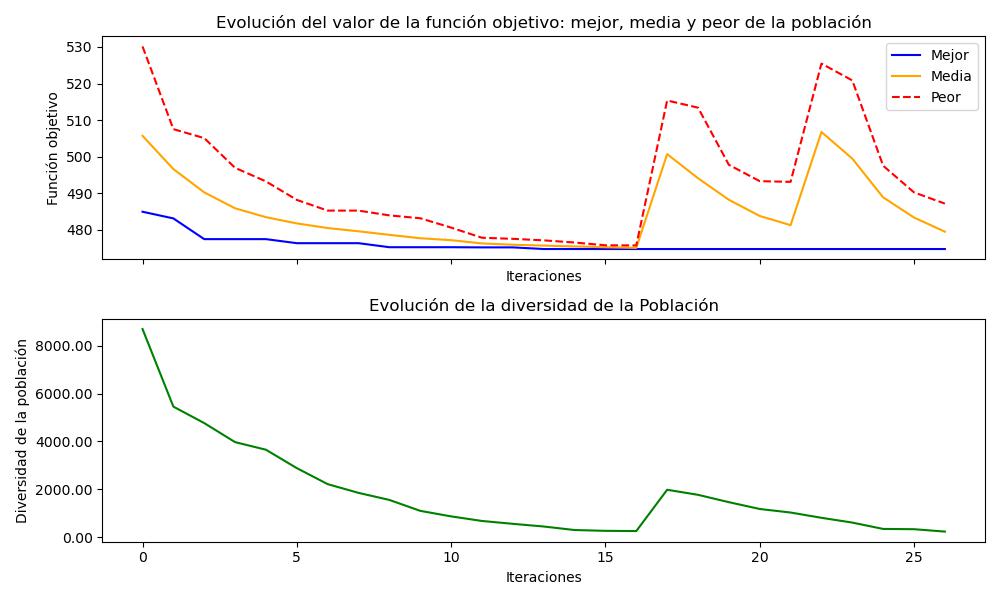 Evolución del valor de la función objetivo: mejor, media y peor de la población
530
520
510
500
490
480
Función objetivo
Mejor
Media
Peor
Iteraciones
Evolución de la diversidad de la Población
8000.00
6000.00
4000.00
2000.00
0.00
Diversidad de la población
0 5 10 15 20 25
Iteraciones